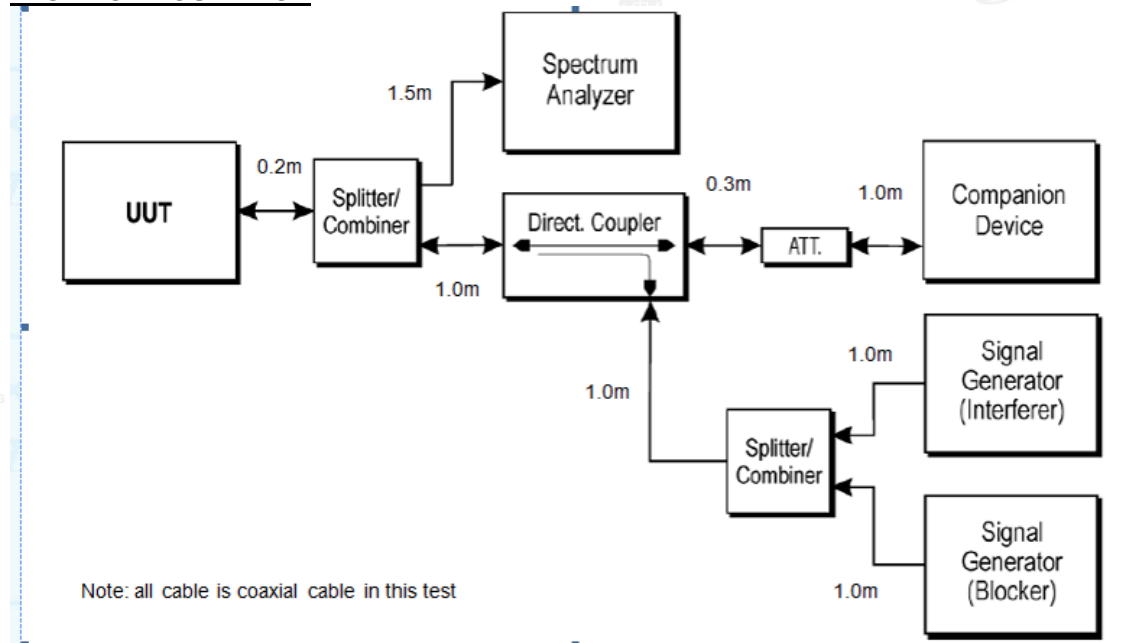 Spectrum
Analyzer
1.5m
UUT
0.2m
Splitter/
Combiner
Direct. Coupler
0.3m
ATT.
1.0m
Companion
Device
1.0m
1.0m
Splitter/
Combiner
1.0m
Signal
Generator
(Interferer)
Signal
Generator
(Blocker)
1.0m
Note: all cable is coaxial cable in this test